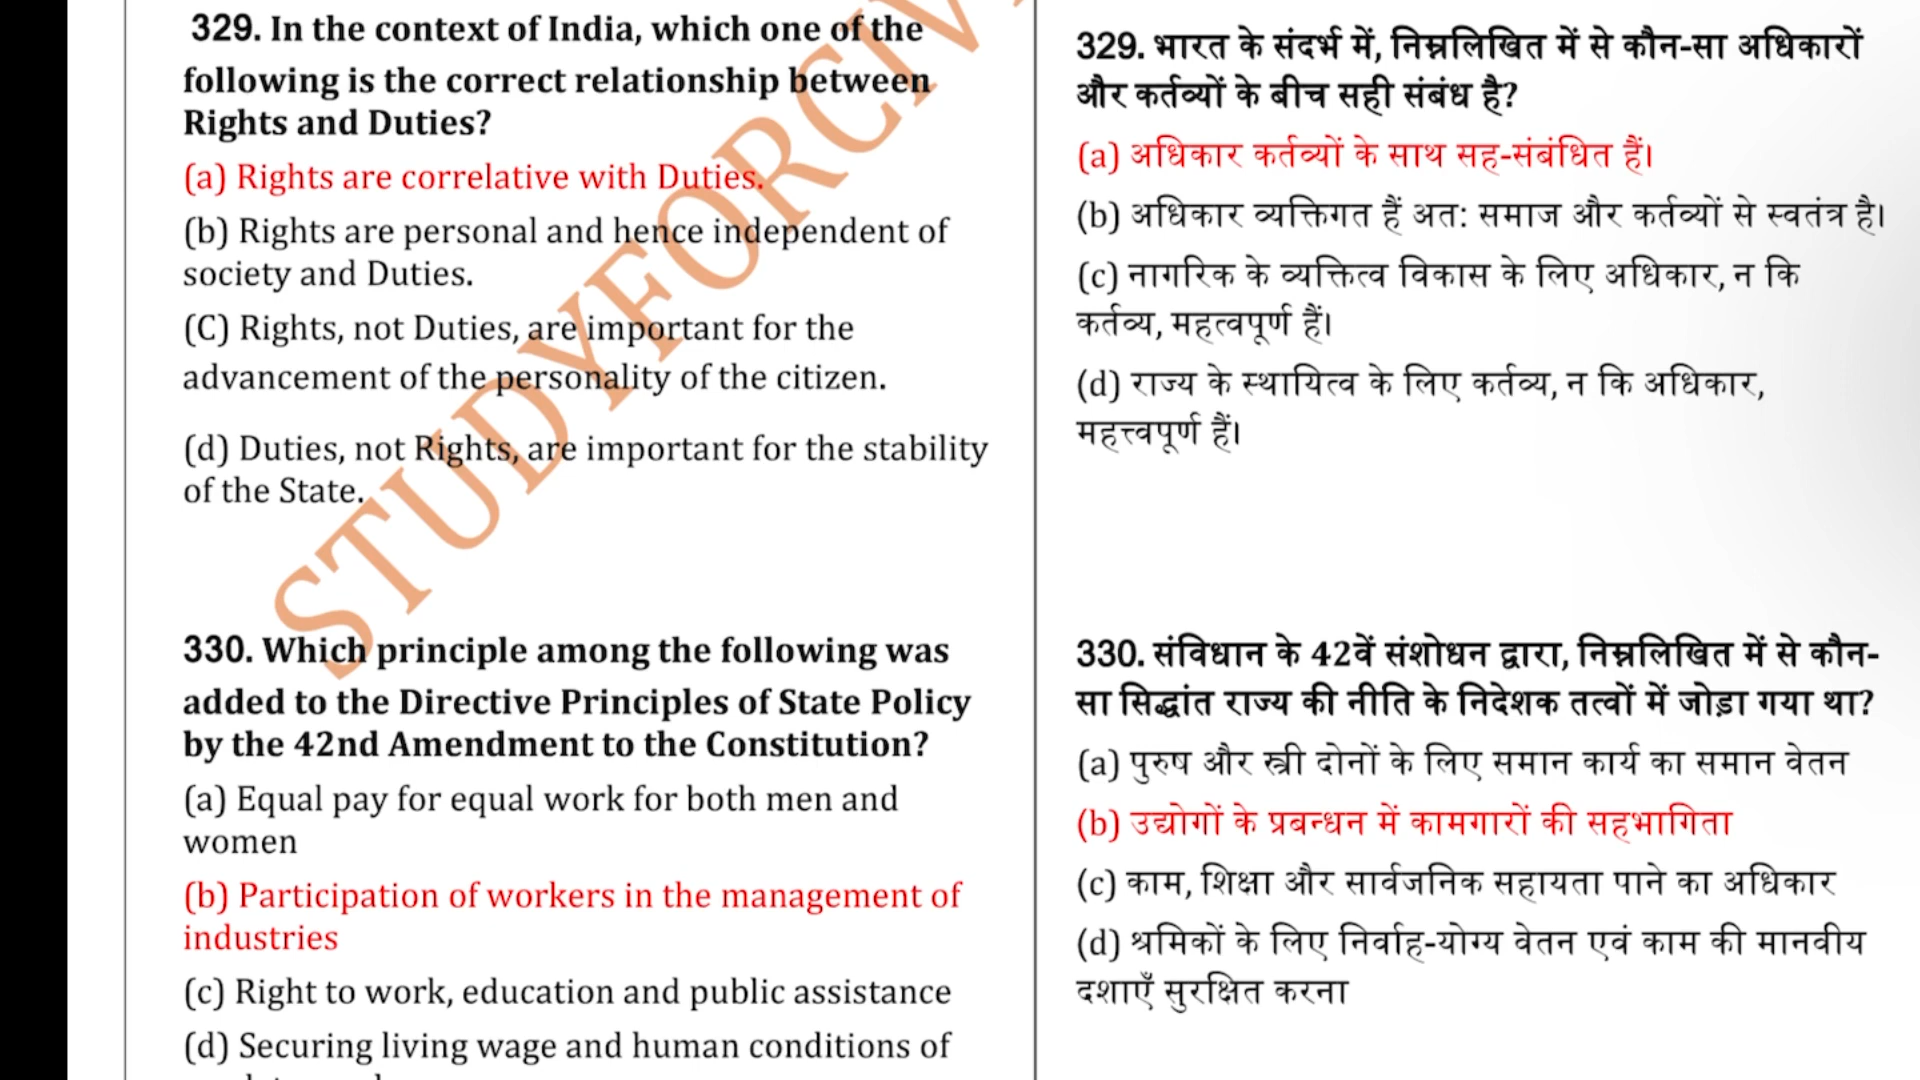 329. In the context of India, which one of the
following is the correct relationship between
Rights and Duties?
(a) Rights are correlative with Duties.
(b) Rights are personal and hence independent of
society and Duties.
(C) Rights, not Duties, are important for the
advancement of the personality of the citizen.
(d) Duties, not Rights, are important for the stability
of the State.
330. Which principle among the following was
added to the Directive Principles of State Policy
by the 42nd Amendment to the Constitution?
(a) Equal pay for equal work for both men and
women
(b) Participation of workers in the management of
industries
(c) Right to work, education and public assistance
(d) Securing living wage and human conditions of
329. भारत के संदर्भ में, निम्नलिखित में से कौन-सा अधिकारों
और कर्तव्यों के बीच सही संबंध है?
(a) अधिकार कर्तव्यों के साथ सह-संबंधित हैं।
(b) अधिकार व्यक्तिगत हैं अत: समाज और कर्तव्यों से स्वतंत्र है।
(c) नागरिक के व्यक्तित्व विकास के लिए अधिकार, न कि
कर्तव्य, महत्वपूर्ण हैं।
(d) राज्य के स्थायित्व के लिए कर्तव्य, न कि अधिकार,
महत्त्वपूर्ण हैं।
330. संविधान के 42वें संशोधन द्वारा, निम्नलिखित में से कौन-
सा सिद्धांत राज्य की नीति के निदेशक तत्वों में जोड़ा गया था?
(a) पुरुष और स्त्री दोनों के लिए समान कार्य का समान वेतन
(b) उद्योगों के प्रबन्धन में कामगारों की सहभागिता
(c) काम, शिक्षा और सार्वजनिक सहायता पाने का अधिकार
(d) श्रमिकों के लिए निर्वाह-योग्य वेतन एवं काम की मानवीय
दशाएँ सुरक्षित करना
STUDYFORCIV